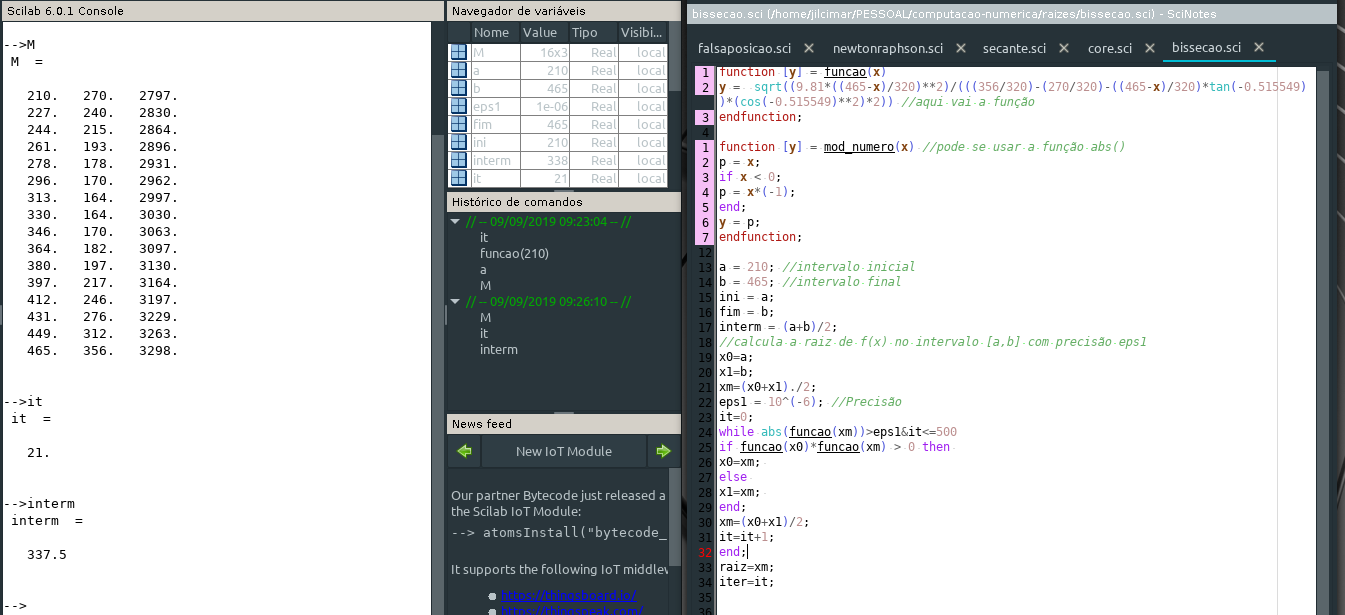 Scilab 6.0.1 Console
-->M
M =
210. 270. 2797.
227. 240. 2830.
244. 215. 2864.
261. 193. 2896.
278. 178. 2931.
296. 170. 2962.
313. 164. 2997.
330. 164. 3030.
346. 170. 3063.
364. 182. 3097.
380. 197. 3130.
397. 217. 3164.
412. 246. 3197.
431. 276. 3229.
449. 312. 3263.
465. 356. 3298.
-->it
it =
21.
-->interm
interm =
337.5
-->
Navegador de variáveis
Nome Value Tipo Visibi...
M 16x3 Real local
a 210 Real local
b 465 Real local
eps1 1e-06 Real local
fim 465 Real local
ini 210 Real local
interm 338 Real local
it 21 Real local
Histórico de comandos
// -- 09/09/2019 09:23:04 -- //
it
funcao(210)
a
M
// -- 09/09/2019 09:26:10 -- //
M
it
interm
News feed
New IoT Module
Our partner Bytecode just released a
the Scilab IoT Module:
--> atomsInstall("bytecode_
It supports the following IoT middlew
https://thingsboard.io/
https://thingspeak.com/
bissecao.sci (/home/jilcimar/PESSOAL/computacao-numerica/raizes/bissecao.sci) - SciNotes
falsaposicao.sci newtonraphson.sci secante.sci core.sci bissecao.sci
1 function [y] = funcao(x)
2 y = sqrt((9.81*((465-x)/320)**2)/(((356/320)-(270/320)-((465-x)/320)*tan(-0.515549)
)*(cos(-0.515549)**2)*2)) //aqui vai a função
3 endfunction;
4
1 function [y] = mod_numero(x) //pode se usar a função abs()
2 p = x;
3 if x < 0;
4 p = x*(-1);
5 end;
6 y = p;
7 endfunction;
12
13 a = 210; //intervalo inicial
14 b = 465; //intervalo final
15 ini = a;
16 fim = b;
17 interm = (a+b)/2;
18 //calcula a raiz de f(x) no intervalo [a,b] com precisão eps1
19 x0=a;
20 x1=b;
21 xm=(x0+x1)./2;
22 eps1 = 10^(-6); //Precisão
23 it=0;
24 while abs(funcao(xm))>eps1&it<=500
25 if funcao(x0)*funcao(xm) > 0 then
26 x0=xm;
27 else
28 x1=xm;
29 end;
30 xm=(x0+x1)/2;
31 it=it+1;
32 end;
33 raiz=xm;
34 iter=it;
35
36